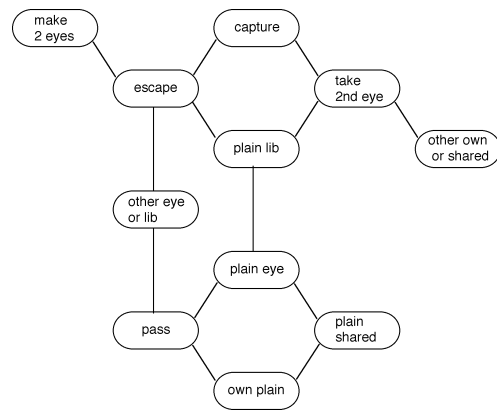 make
2 eyes
capture
escape
take
2nd eye
plain lib
other own
or shared
other eye
or lib
plain eye
pass
plain
shared
own plain